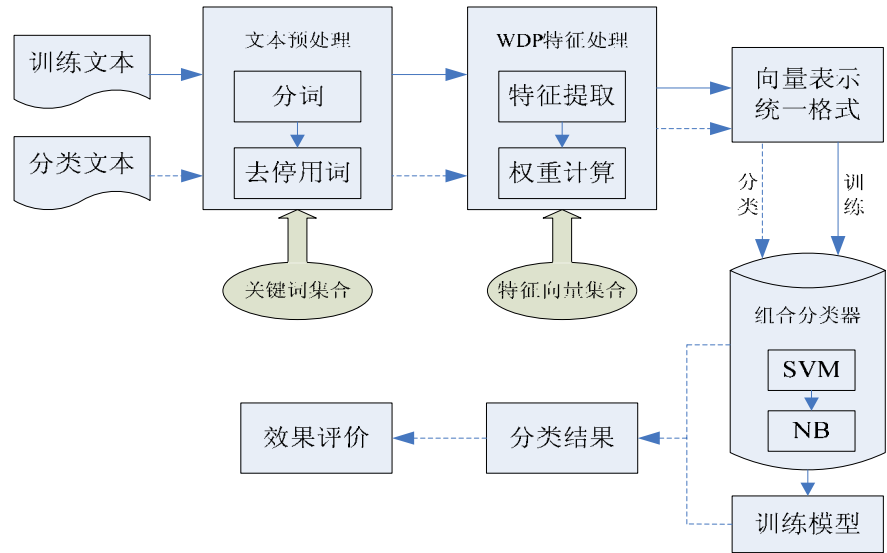 训练文本
分类文本
文本预处理
分词
去停用词
关键词集合
WDP特征处理
特征提取
权重计算
特征向量集合
向量表示
统一格式
分类
训练
组合分类器
SVM
NB
训练模型
分类结果
效果评价